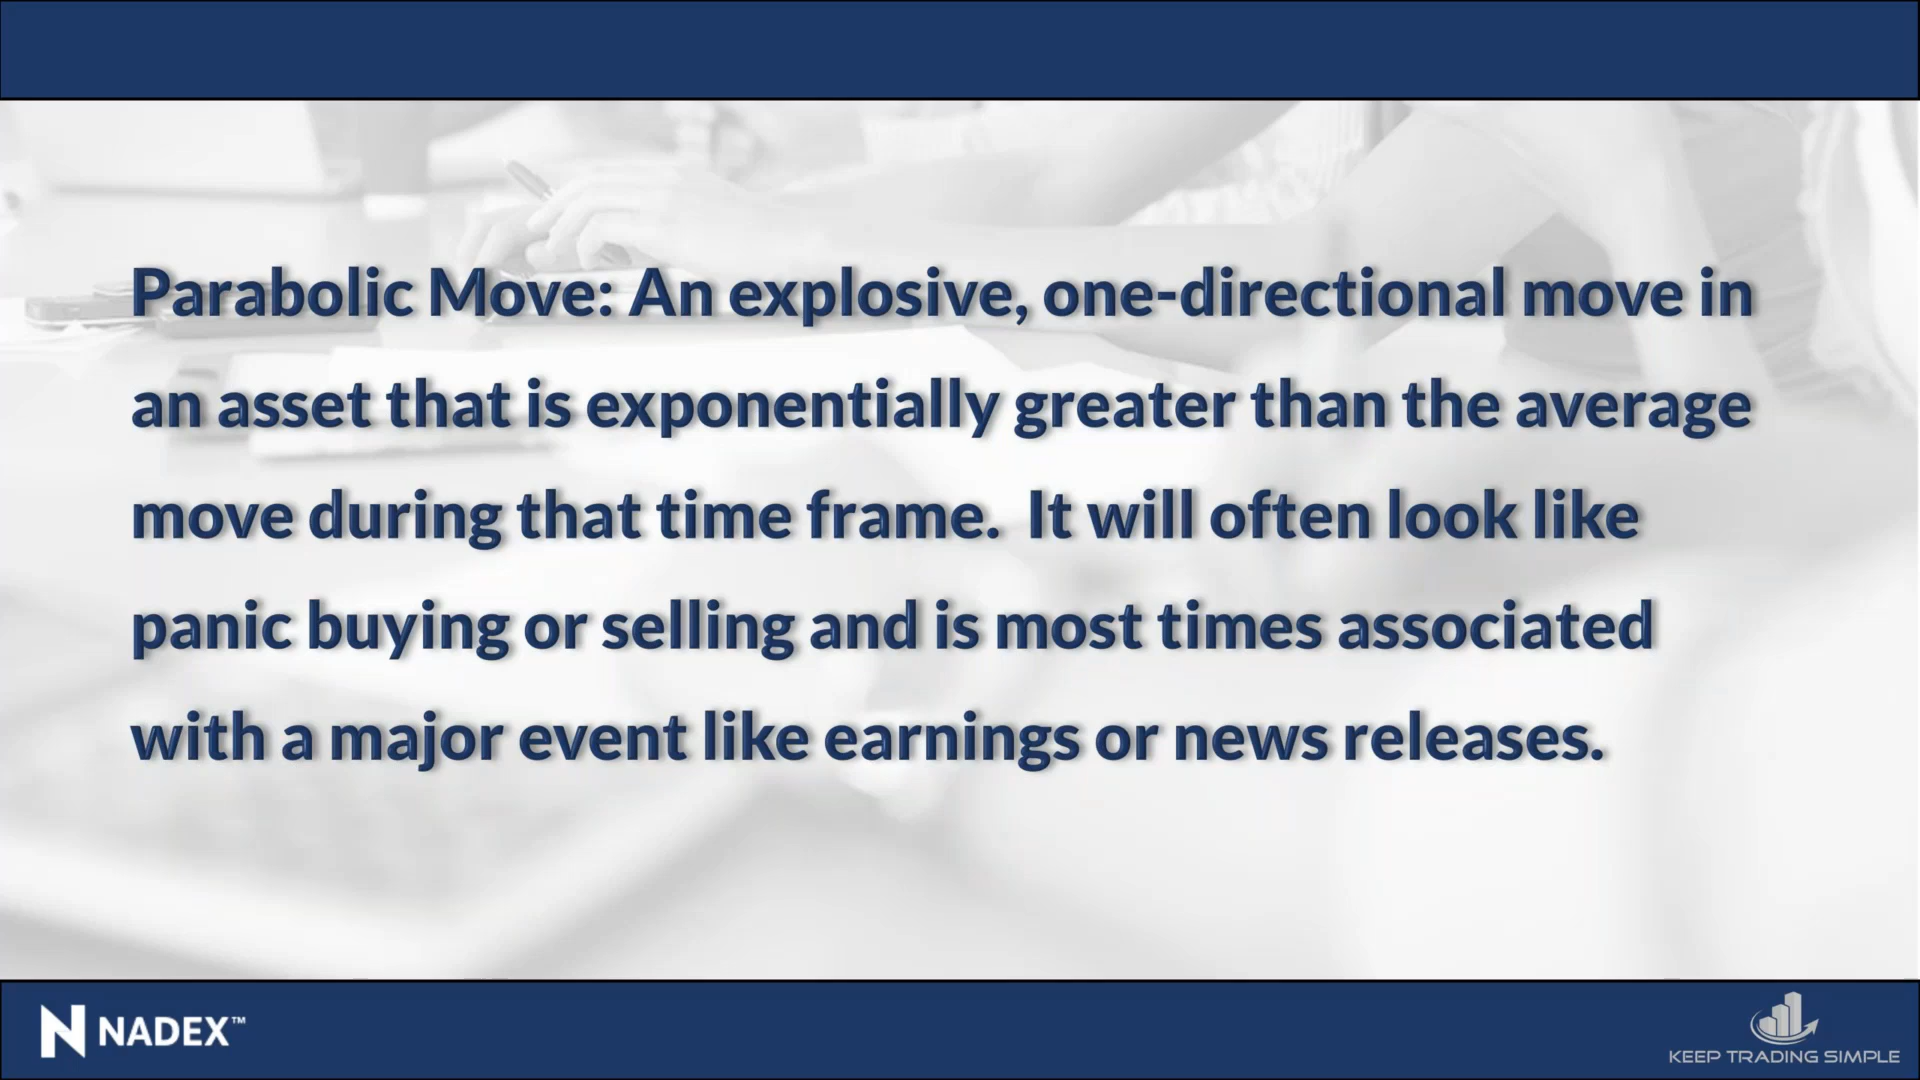 Parabolic Move: An explosive, one-directional move in
an asset that is exponentially greater than the average
move during that time frame.  It will often look like
panic buying or selling and is most times associated
with a major event like earnings or news releases.
N NADEX™
KEEP TRADING SIMPLE